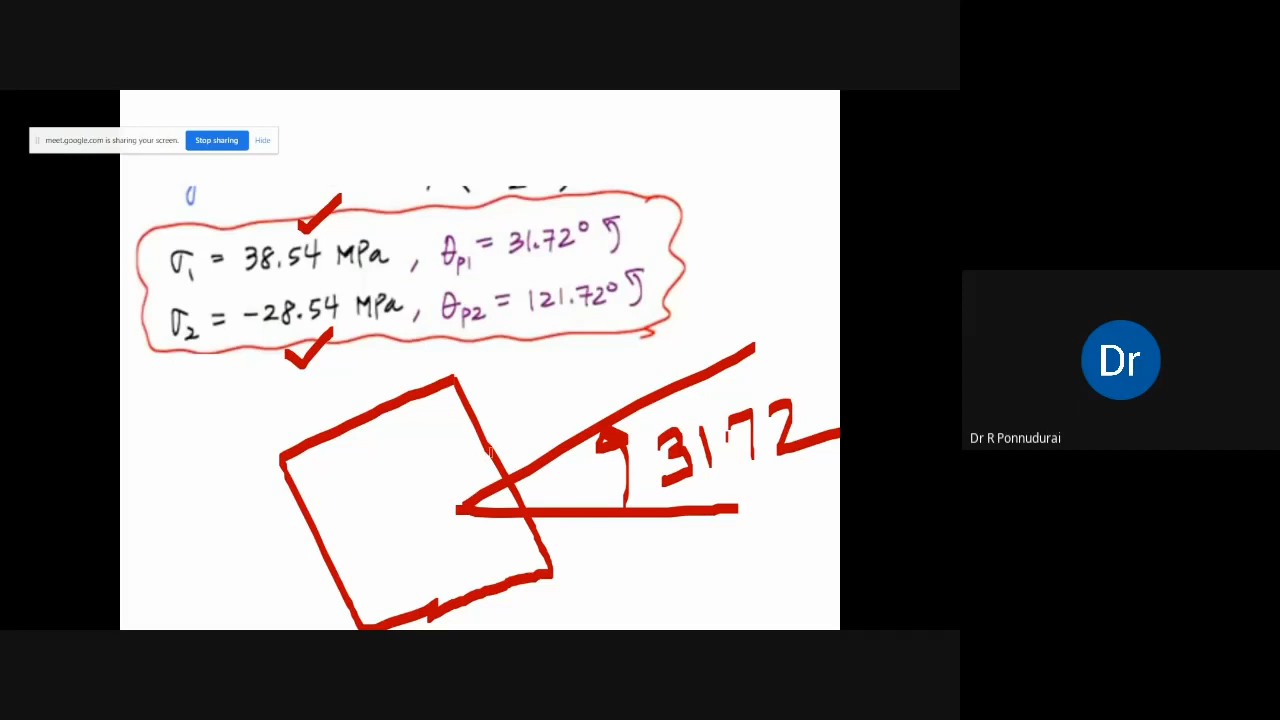 meet.google.com is sharing your screen. Stop sharing Hide
σ₁ = 38.54 MPa , θp1 = 31.72° ↺
σ₂ = -28.54 MPa , θp2 = 121.72° ↺
31.72
Dr
Dr R Ponnudurai